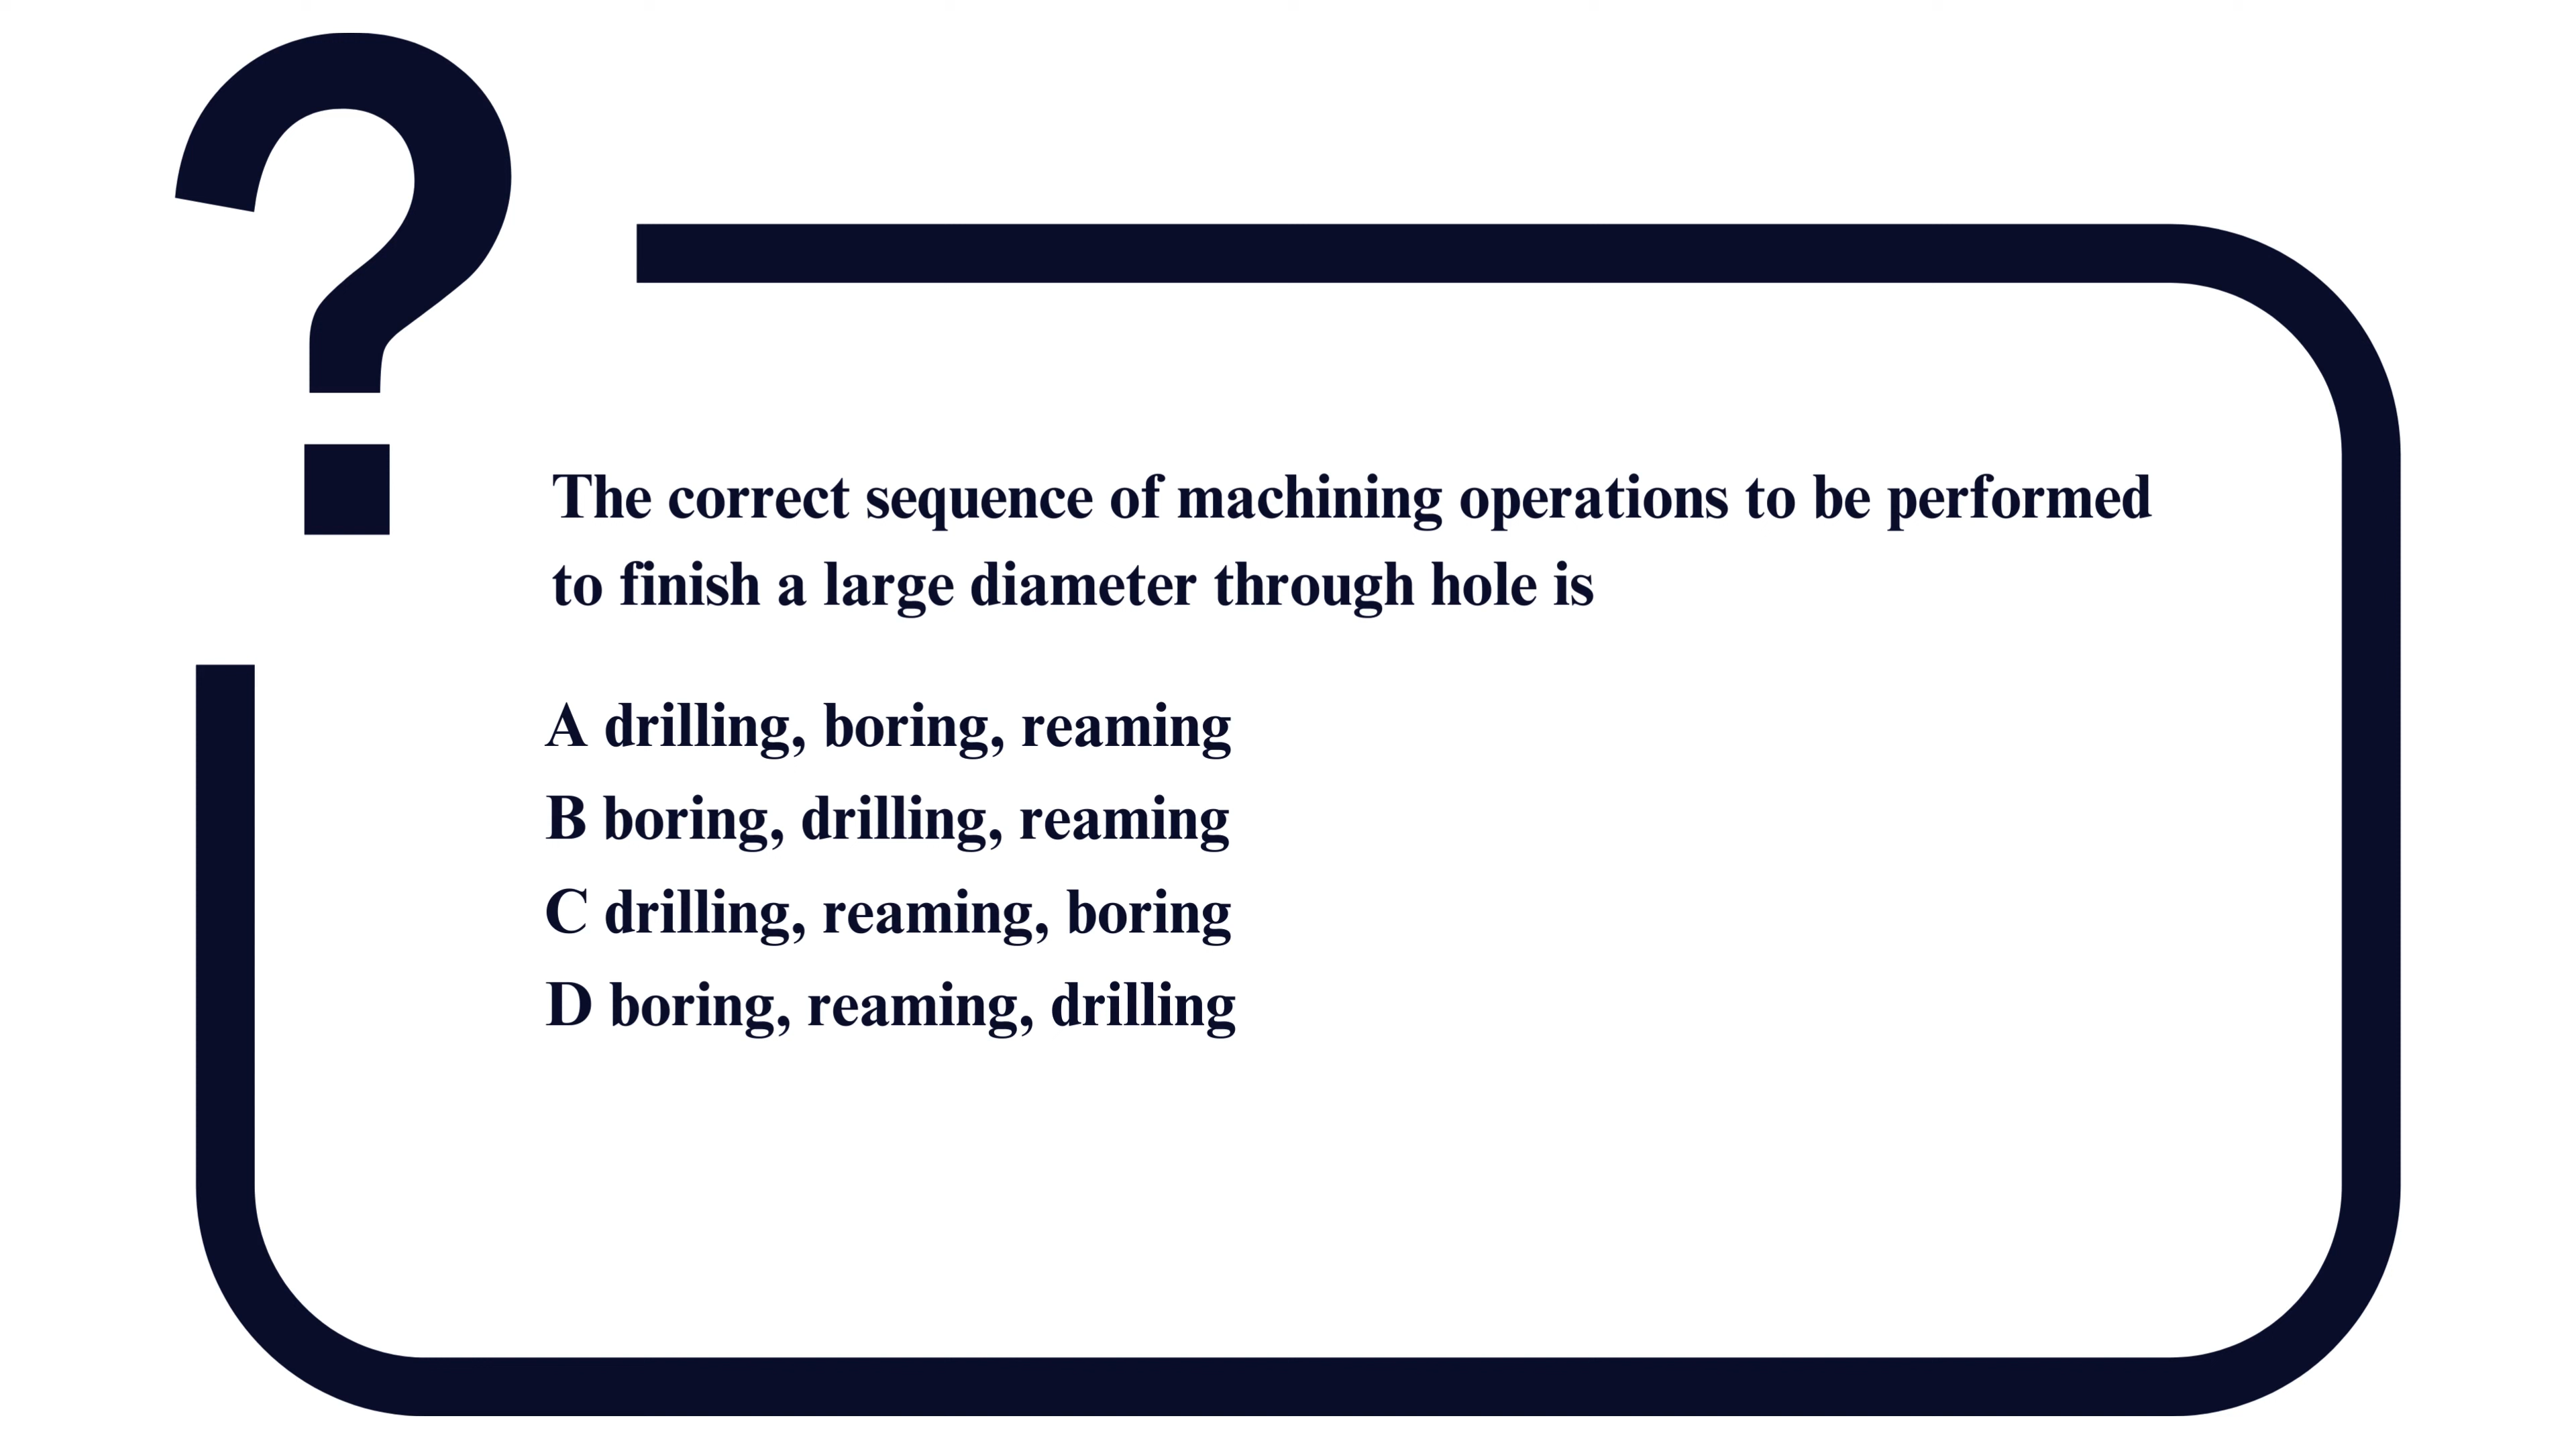 ?
The correct sequence of machining operations to be performed
to finish a large diameter through hole is
A drilling, boring, reaming
B boring, drilling, reaming
C drilling, reaming, boring
D boring, reaming, drilling